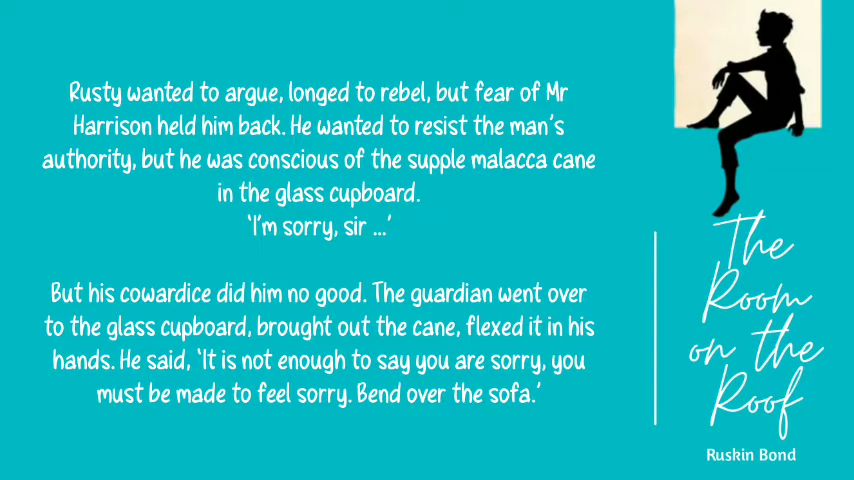 Rusty wanted to argue, longed to rebel, but fear of Mr
Harrison held him back. He wanted to resist the man's
authority, but he was conscious of the supple malacca cane
in the glass cupboard.
‘I'm sorry, sir ...’
But his cowardice did him no good. The guardian went over
to the glass cupboard, brought out the cane, flexed it in his
hands. He said, ‘It is not enough to say you are sorry, you
must be made to feel sorry. Bend over the sofa.’
The
Room
on the
Roof
Ruskin Bond